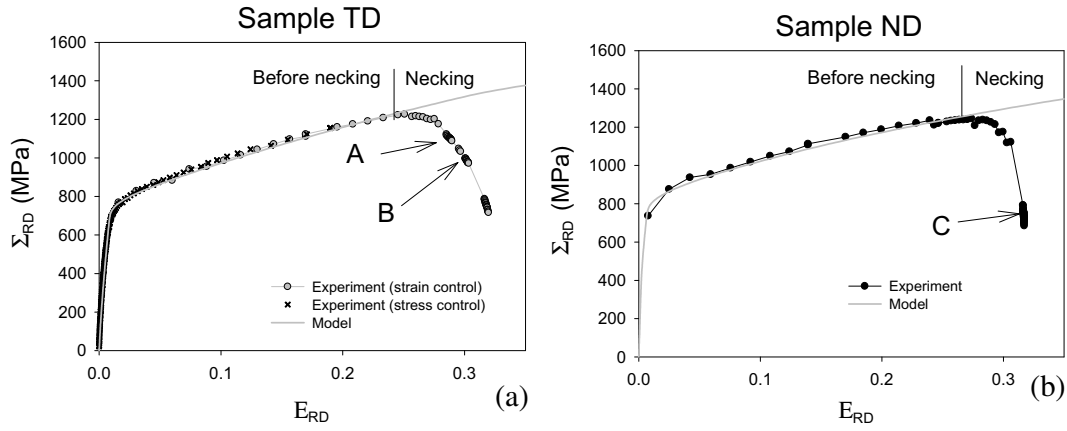 Sample TD
1600
1400
1200
1000
800
600
400
200
0
Σ_RD (MPa)
Before necking
Necking
A
B
Experiment (strain control)
Experiment (stress control)
Model
0.0
0.1
0.2
0.3
E_RD
(a)
Sample ND
1600
1400
1200
1000
800
600
400
200
0
Σ_RD (MPa)
Before necking
Necking
C
Experiment
Model
0.0
0.1
0.2
0.3
E_RD
(b)